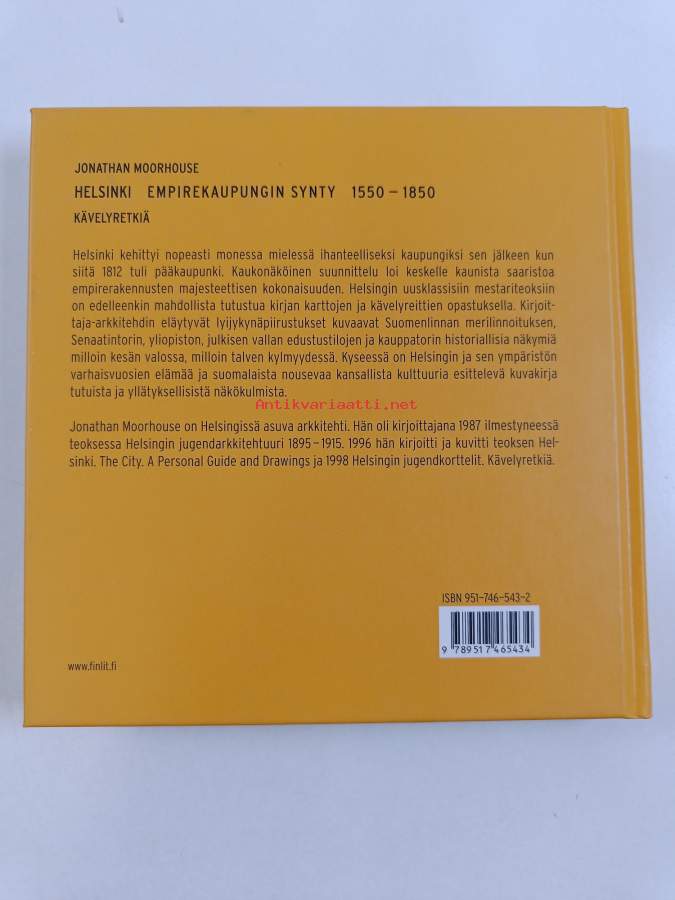 JONATHAN MOORHOUSE
HELSINKI EMPIREKAUPUNGIN SYNTY 1550 – 1850
KÄVELYRETKIÄ
Helsinki kehittyi nopeasti monessa mielessä ihanteelliseksi kaupungiksi sen jälkeen kun
siitä 1812 tuli pääkaupunki. Kaukonäköinen suunnittelu loi keskelle kaunista saaristoa
empirerakennusten majesteettisen kokonaisuuden. Helsingin uusklassisiin mestariteoksiin
on edelleenkin mahdollista tutustua kirjan karttojen ja kävelyreittien opastuksella. Kirjoit-
taja-arkkitehdin eläytyvät lyijykynäpiirustukset kuvaavat Suomenlinnan merilinnoituksen,
Senaatintorin, yliopiston, julkisen vallan edustustilojen ja kauppatorin historiallisia näkymiä
milloin kesän valossa, milloin talven kylmyydessä. Kyseessä on Helsingin ja sen ympäristön
varhaisvuosien elämää ja suomalaista nousevaa kansallista kulttuuria esittelevä kuvakirja
tutuista ja yllätyksellisistä näkökulmista.
Antikvariaatti.net
Jonathan Moorhouse on Helsingissä asuva arkkitehti. Hän oli kirjoittajana 1987 ilmestyneessä
teoksessa Helsingin jugendarkkitehtuuri 1895 – 1915. 1996 hän kirjoitti ja kuvitti teoksen Hel-
sinki. The City. A Personal Guide and Drawings ja 1998 Helsingin jugendkorttelit. Kävelyretkiä.
ISBN 951-746-543-2
9 789517 465434
www.finlit.fi